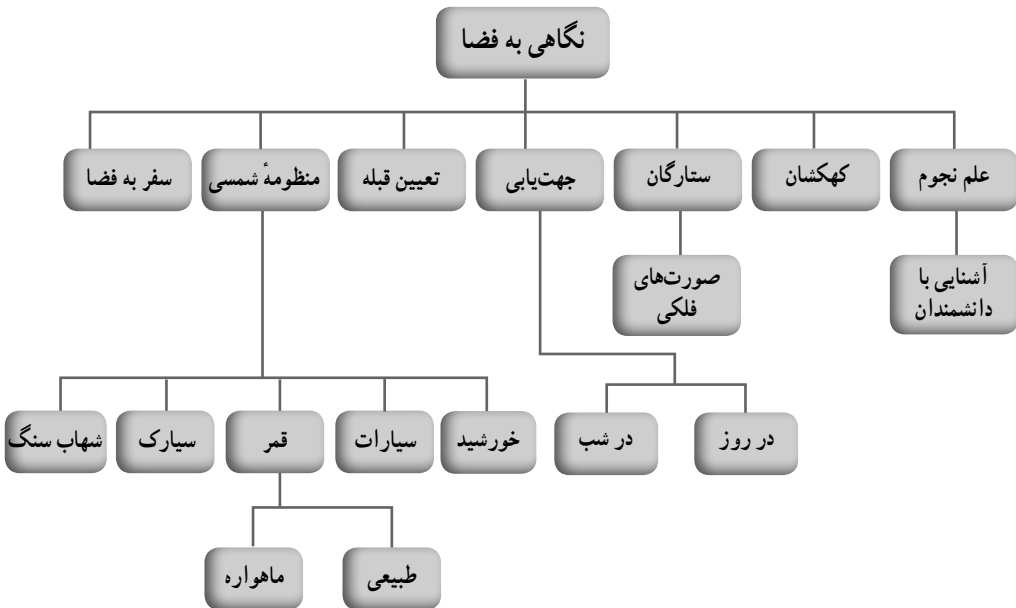 نگاهی به فضا
علم نجوم
کهکشان
ستارگان
جهت‌یابی
تعیین قبله
منظومهٔ شمسی
سفر به فضا
آشنایی با
دانشمندان
صورت‌های
فلکی
در روز
در شب
خورشید
سیارات
قمر
سیارک
شهاب سنگ
طبیعی
ماهواره